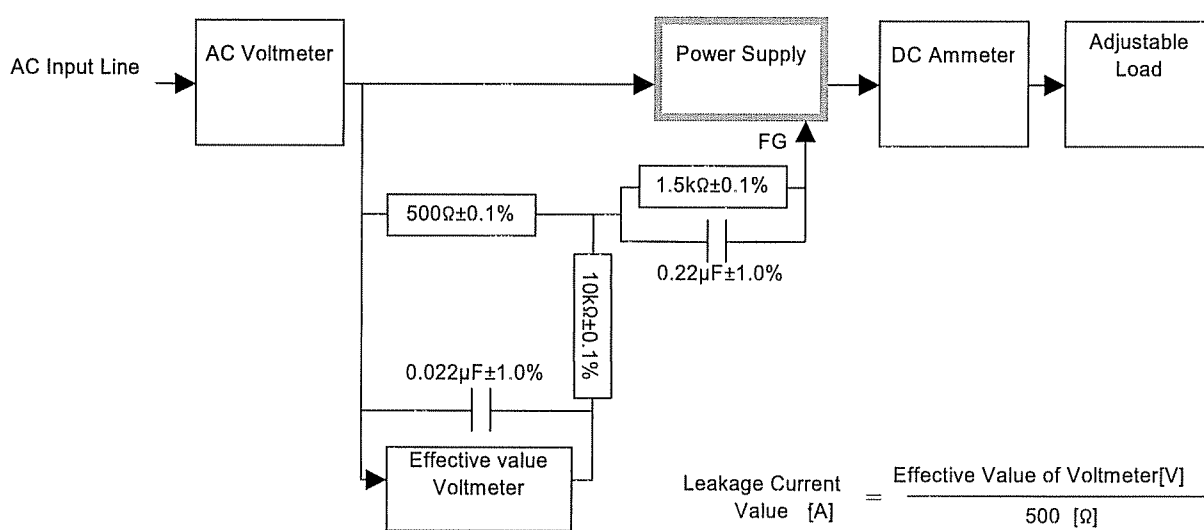 AC Input Line
AC Voltmeter
Power Supply
DC Ammeter
Adjustable
Load
FG
500Ω±0.1%
1.5kΩ±0.1%
0.22µF±1.0%
10kΩ±0.1%
0.022µF±1.0%
Effective value
Voltmeter
Leakage Current
Value [A]
=
Effective Value of Voltmeter[V]
500 [Ω]